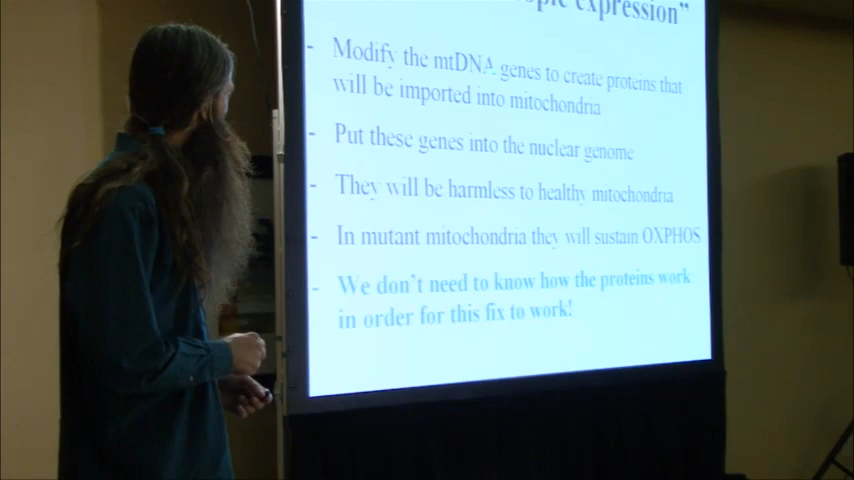 expression”
- Modify the mtDNA genes to create proteins that
will be imported into mitochondria
- Put these genes into the nuclear genome
- They will be harmless to healthy mitochondria
- In mutant mitochondria they will sustain OXPHOS
- We don’t need to know how the proteins work
in order for this fix to work!